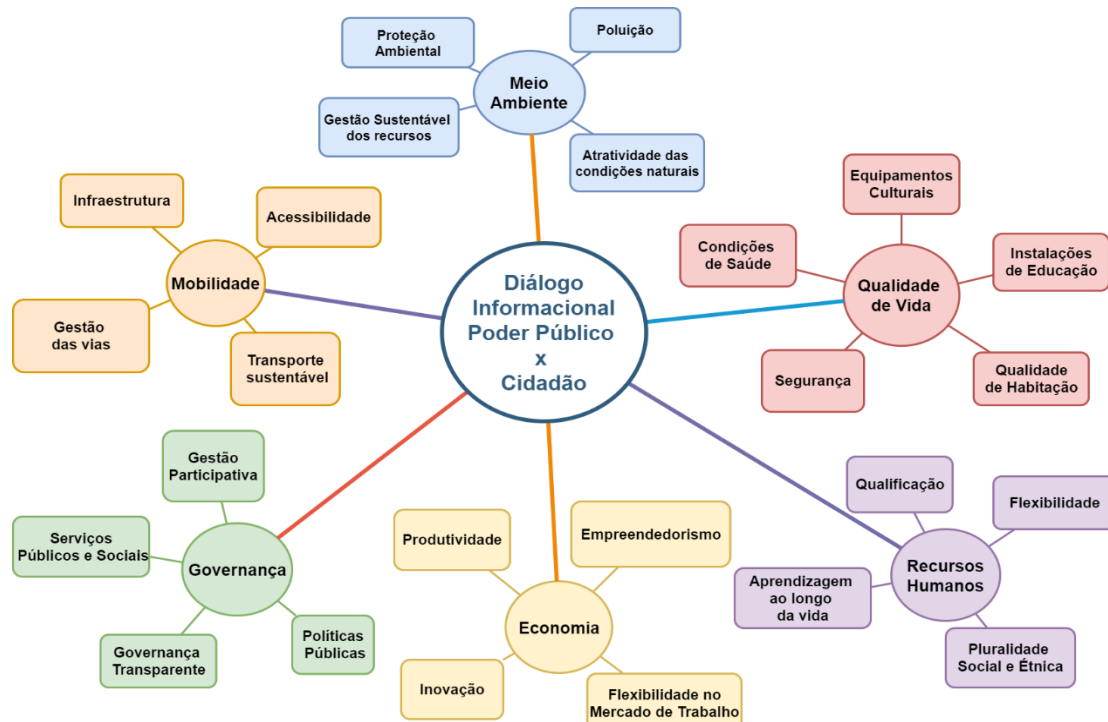 Diálogo
Informacional
Poder Público
x
Cidadão
Meio
Ambiente
Proteção
Ambiental
Poluição
Gestão Sustentável
dos recursos
Atratividade das
condições naturais
Qualidade
de Vida
Equipamentos
Culturais
Condições
de Saúde
Instalações
de Educação
Segurança
Qualidade
de Habitação
Recursos
Humanos
Qualificação
Flexibilidade
Aprendizagem
ao longo
da vida
Pluralidade
Social e Étnica
Economia
Produtividade
Empreendedorismo
Inovação
Flexibilidade no
Mercado de Trabalho
Governança
Gestão
Participativa
Serviços
Públicos e Sociais
Governança
Transparente
Políticas
Públicas
Mobilidade
Infraestrutura
Acessibilidade
Gestão
das vias
Transporte
sustentável